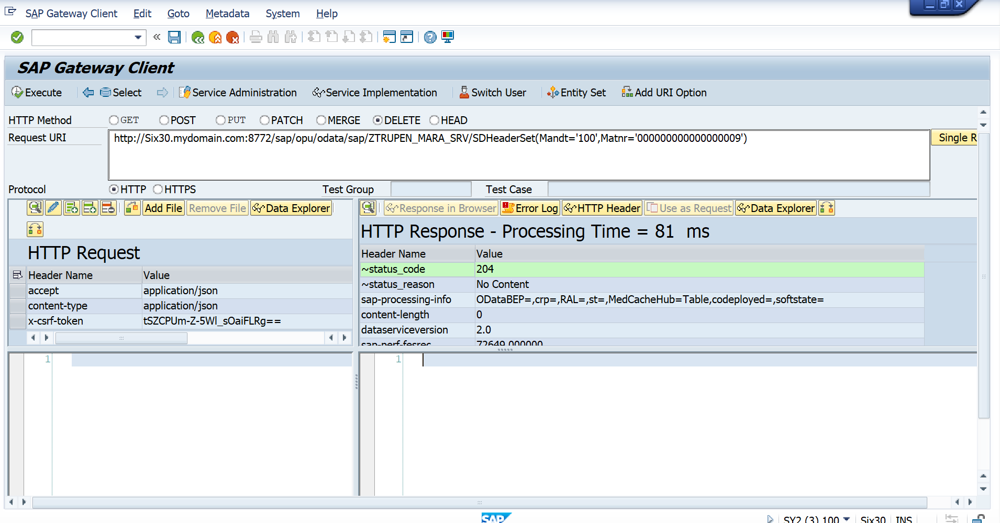 SAP Gateway Client Edit Goto Metadata System Help
SAP Gateway Client
Execute Select Service Administration Service Implementation Switch User Entity Set Add URI Option
HTTP Method GET POST PUT PATCH MERGE DELETE HEAD
Request URI http://Six30.mydomain.com:8772/sap/opu/odata/sap/ZTRUPEN_MARA_SRV/SDHeaderSet(Mandt='100',Matnr='000000000000000009') Single R
Protocol HTTP HTTPS Test Group Test Case
Add File Remove File Data Explorer
Response in Browser Error Log HTTP Header Use as Request Data Explorer
HTTP Request
Header Name Value
accept application/json
content-type application/json
x-csrf-token tSZCPUm-Z-5Wl_sOaiFLRg==
1
HTTP Response - Processing Time = 81 ms
Header Name Value
~status_code 204
~status_reason No Content
sap-processing-info ODataBEP=,crp=,RAL=,st=,MedCacheHub=Table,codeployed=,softstate=
content-length 0
dataserviceversion 2.0
sap-perf-fesrec 72649.000000
1
SAP SY2 (3) 100 Six30 INS